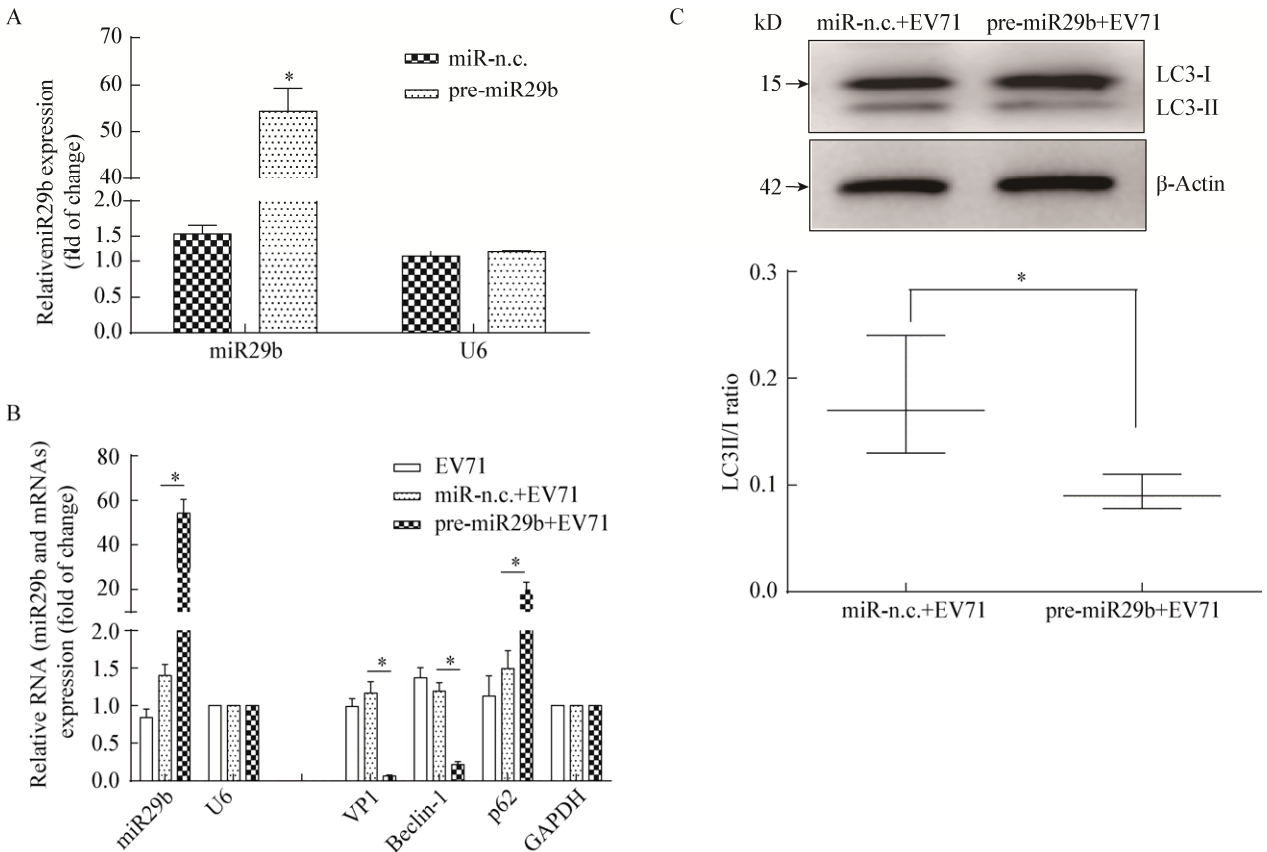 A
70
60
50
40
2.0
1.5
1.0
0.5
0.0
RelativemiR29b expression
(fld of change)
*
miR-n.c.
pre-miR29b
miR29b
U6
B
80
60
40
20
2.0
1.5
1.0
0.5
0.0
Relative RNA (miR29b and mRNAs)
expression (fold of change)
*
*
*
*
EV71
miR-n.c.+EV71
pre-miR29b+EV71
miR29b
U6
VP1
Beclin-1
p62
GAPDH
C
kD
miR-n.c.+EV71
pre-miR29b+EV71
15
LC3-I
LC3-II
42
β-Actin
0.3
0.2
0.1
0.0
LC3II/I ratio
*
miR-n.c.+EV71
pre-miR29b+EV71